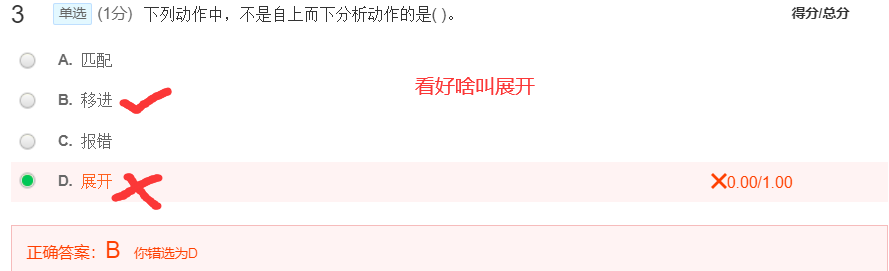 3 单选 (1分) 下列动作中，不是自上而下分析动作的是( )。 得分/总分
A. 匹配
看好啥叫展开
B. 移进
C. 报错
D. 展开 0.00/1.00
正确答案：B 你错选为D